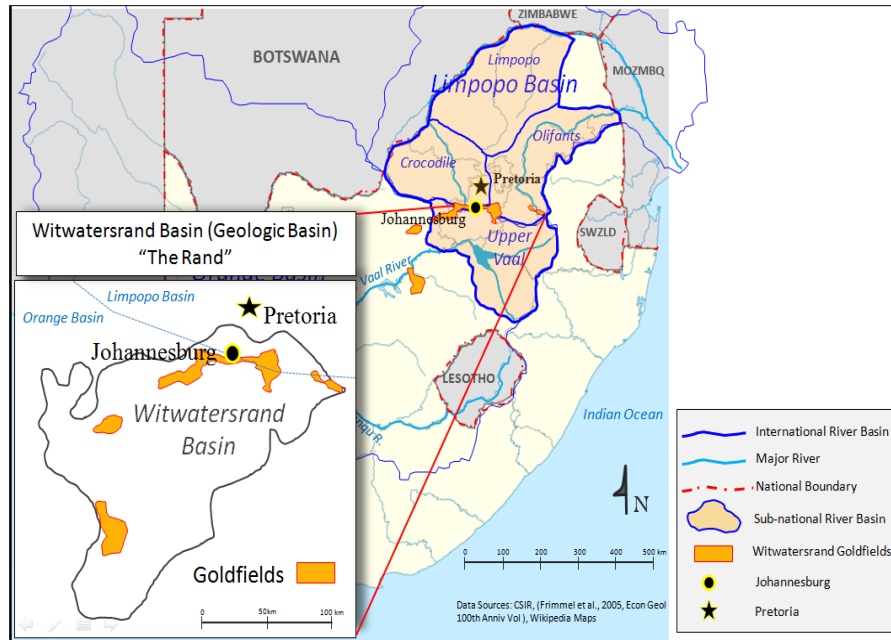 ZIMBABWE
BOTSWANA
Limpopo
Limpopo Basin
MOZMBQ
Olifants
Crocodile
Pretoria
Johannesburg
Witwatersrand Basin (Geologic Basin)
“The Rand”
Upper
Vaal
SWZLD
Orange Basin
Vaal River
Limpopo Basin
Orange Basin
Pretoria
Johannesburg
Witwatersrand
Basin
LESOTHO
Indian Ocean
R.
N
Goldfields
0 50km 100 km
0 100 200 300 400 500 km
Data Sources: CSIR, (Frimmel et al., 2005, Econ Geol
100th Anniv Vol ), Wikipedia Maps
International River Basin
Major River
National Boundary
Sub-national River Basin
Witwatersrand Goldfields
Johannesburg
Pretoria